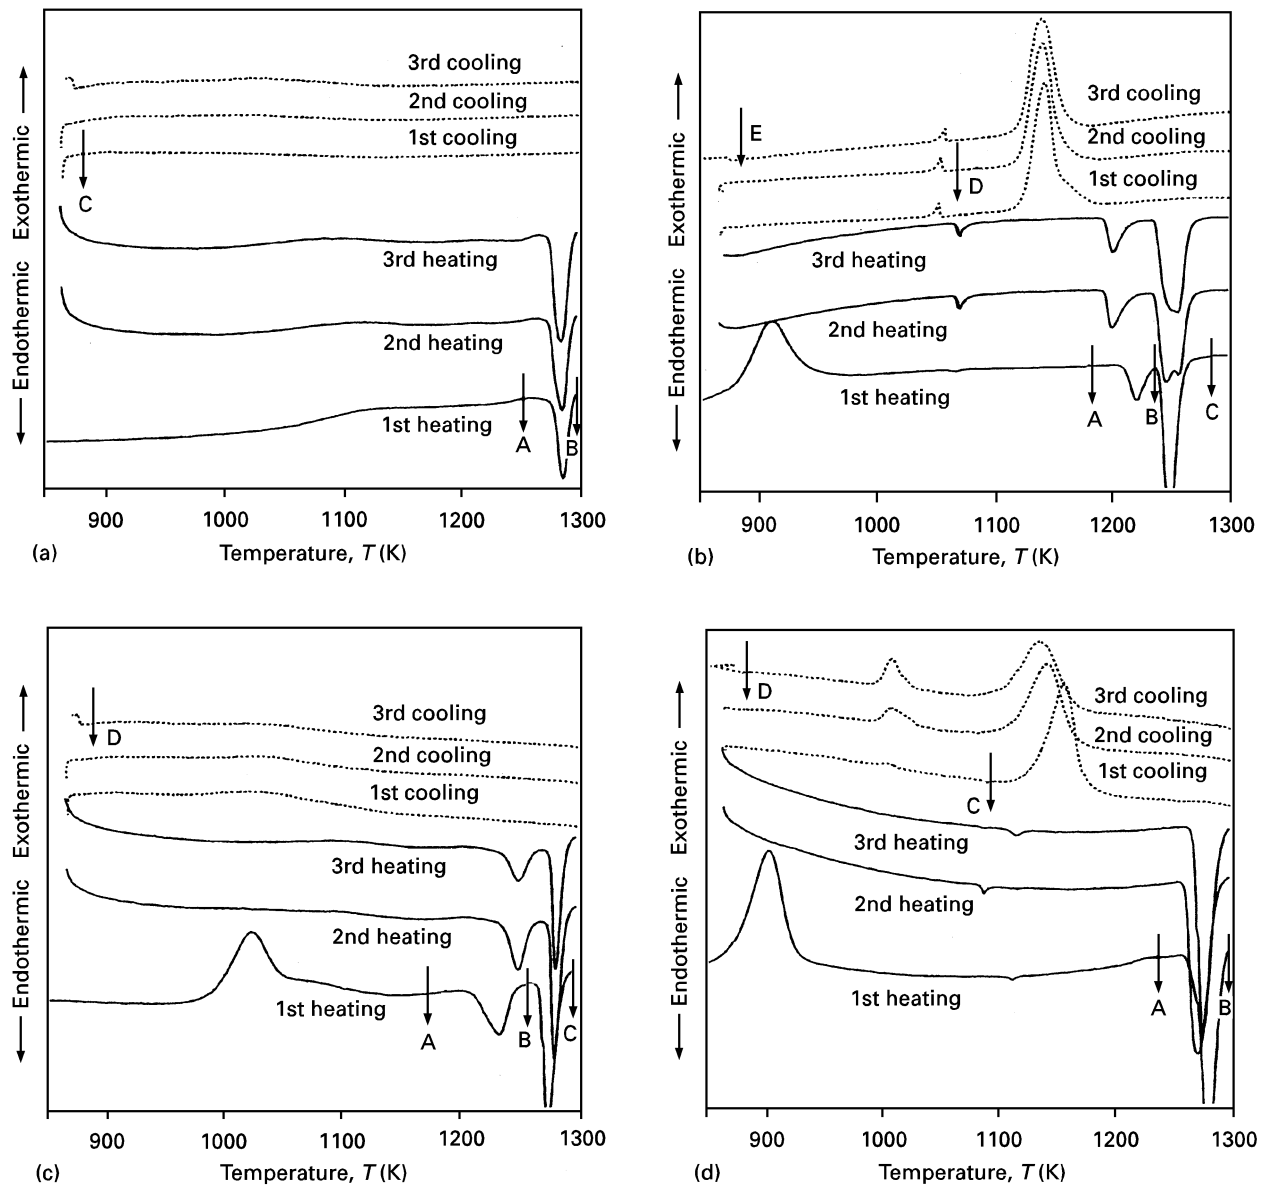 Endothermic
Exothermic
3rd cooling
2nd cooling
1st cooling
C
3rd heating
2nd heating
1st heating
A
B
900
1000
1100
1200
1300
(a)
Temperature, T (K)
Endothermic
Exothermic
3rd cooling
2nd cooling
1st cooling
E
D
3rd heating
2nd heating
1st heating
A
B
C
900
1000
1100
1200
1300
(b)
Temperature, T (K)
Endothermic
Exothermic
D
3rd cooling
2nd cooling
1st cooling
3rd heating
2nd heating
1st heating
A
B
C
900
1000
1100
1200
1300
(c)
Temperature, T (K)
Endothermic
Exothermic
D
3rd cooling
2nd cooling
1st cooling
C
3rd heating
2nd heating
1st heating
A
B
900
1000
1100
1200
1300
(d)
Temperature, T (K)